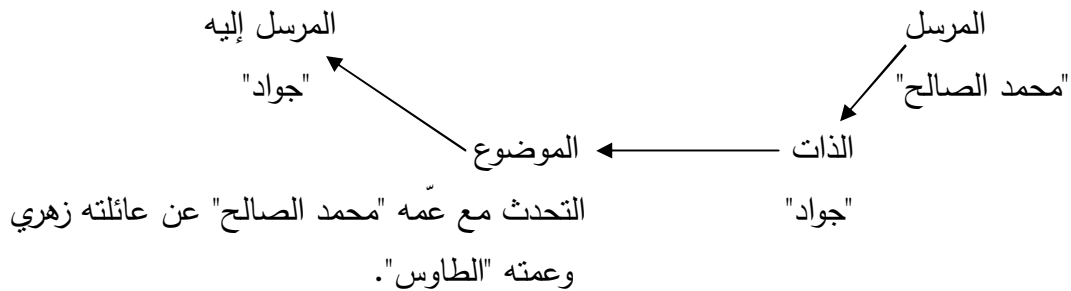 المرسل
المرسل إليه
"محمد الصالح"
"جواد"
الذات
الموضوع
"جواد"
التحدث مع عمّه "محمد الصالح" عن عائلته زهري
وعمته "الطاوس".